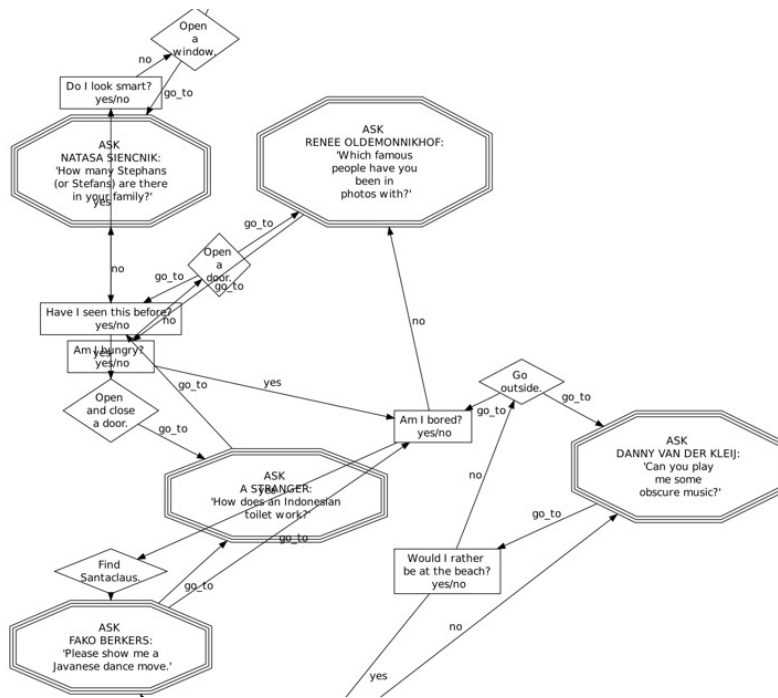 Open
a
window.
no
Do I look smart?
yes/no
go_to
ASK
NATASA SIENCNIK:
'How many Stephans
(or Stefans) are there
in your family?'
yes
ASK
RENEE OLDEMONNIKHOF:
'Which famous
people have you
been in
photos with?'
go_to
Open
a
door.
no
go_to
go_to
Have I seen this before?
yes/no
no
Am I hungry?
yes/no
yes
go_to
yes
no
Open
and close
a door.
go_to
Am I bored?
yes/no
go_to
Go
outside.
go_to
ASK
DANNY VAN DER KLEIJ:
'Can you play
me some
obscure music?'
ASK
A STRANGER:
'How does an Indonesian
toilet work?'
yes
no
go_to
go_to
Would I rather
be at the beach?
yes/no
Find
Santaclaus.
go_to
ASK
FAKO BERKERS:
'Please show me a
Javanese dance move.'
no
yes